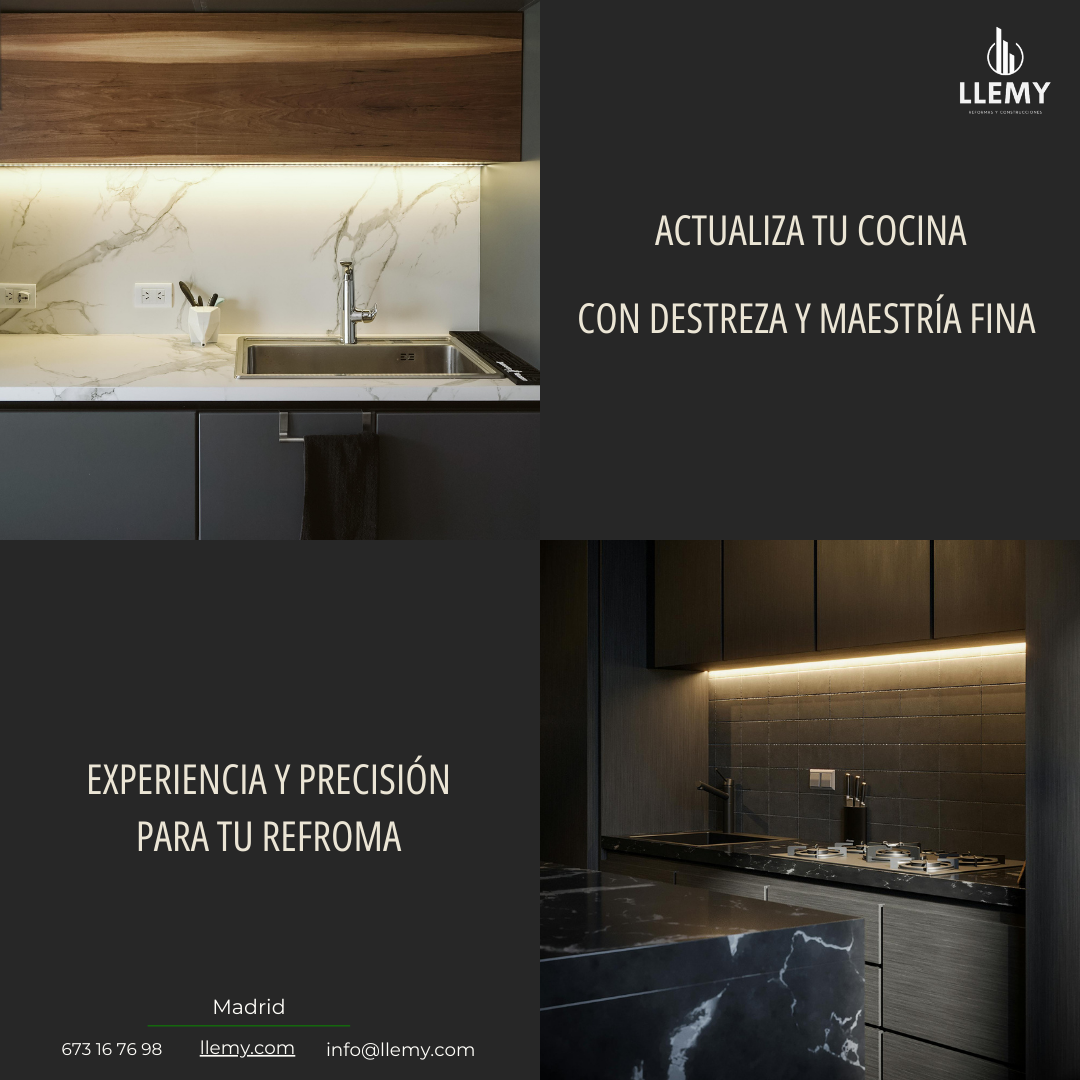 LLEMY
REFORMAS Y CONSTRUCCIONES
ACTUALIZA TU COCINA
CON DESTREZA Y MAESTRÍA FINA
EXPERIENCIA Y PRECISIÓN
PARA TU REFROMA
Madrid
673 16 76 98 llemy.com info@llemy.com